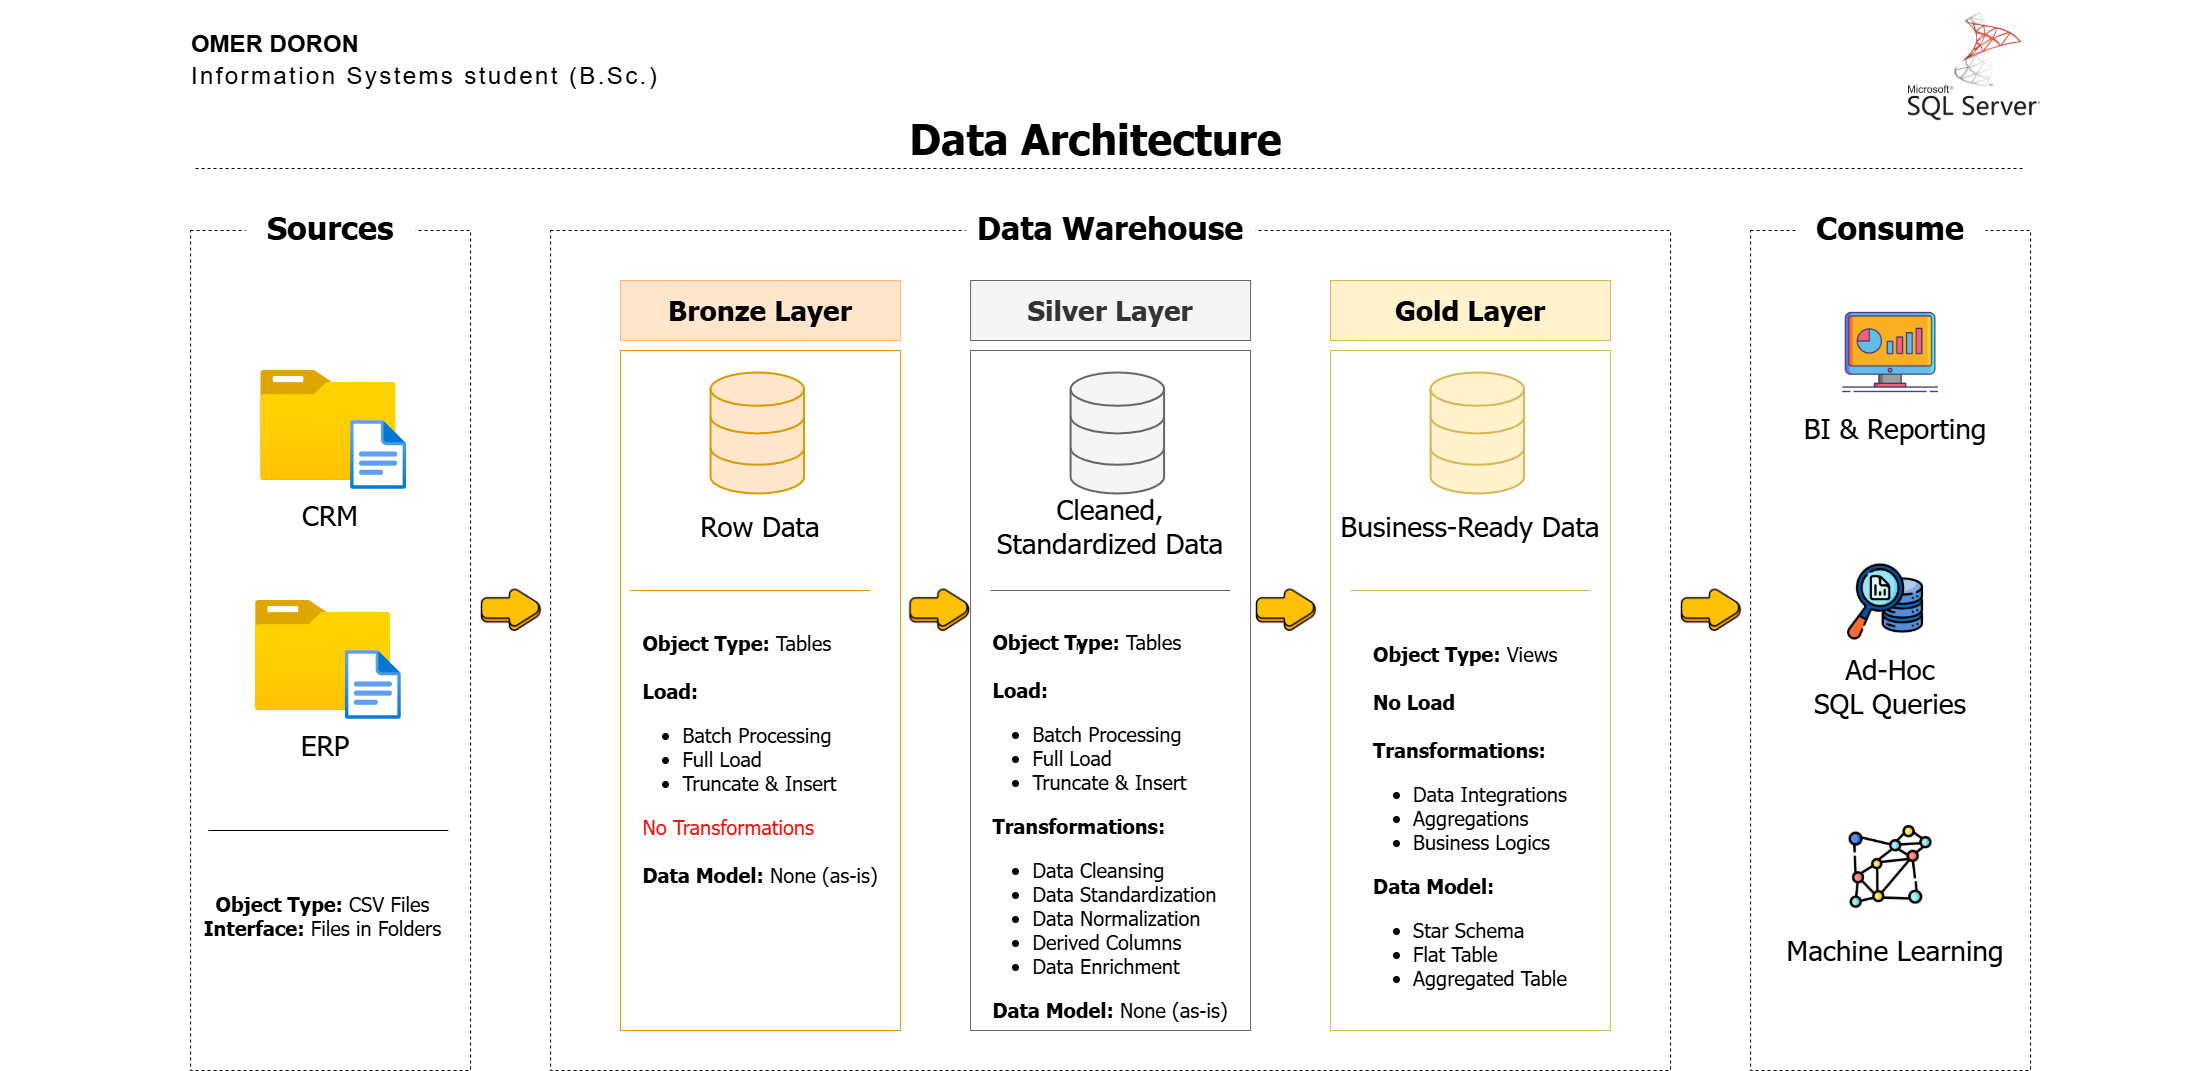 OMER DORON
Information Systems student (B.Sc.)
Microsoft®
SQL Server
Data Architecture
Sources
CRM
ERP
Object Type: CSV Files
Interface: Files in Folders
Data Warehouse
Bronze Layer
Row Data
Object Type: Tables
Load:
• Batch Processing
• Full Load
• Truncate & Insert
No Transformations
Data Model: None (as-is)
Silver Layer
Cleaned,
Standardized Data
Object Type: Tables
Load:
• Batch Processing
• Full Load
• Truncate & Insert
Transformations:
• Data Cleansing
• Data Standardization
• Data Normalization
• Derived Columns
• Data Enrichment
Data Model: None (as-is)
Gold Layer
Business-Ready Data
Object Type: Views
No Load
Transformations:
• Data Integrations
• Aggregations
• Business Logics
Data Model:
• Star Schema
• Flat Table
• Aggregated Table
Consume
BI & Reporting
Ad-Hoc
SQL Queries
Machine Learning